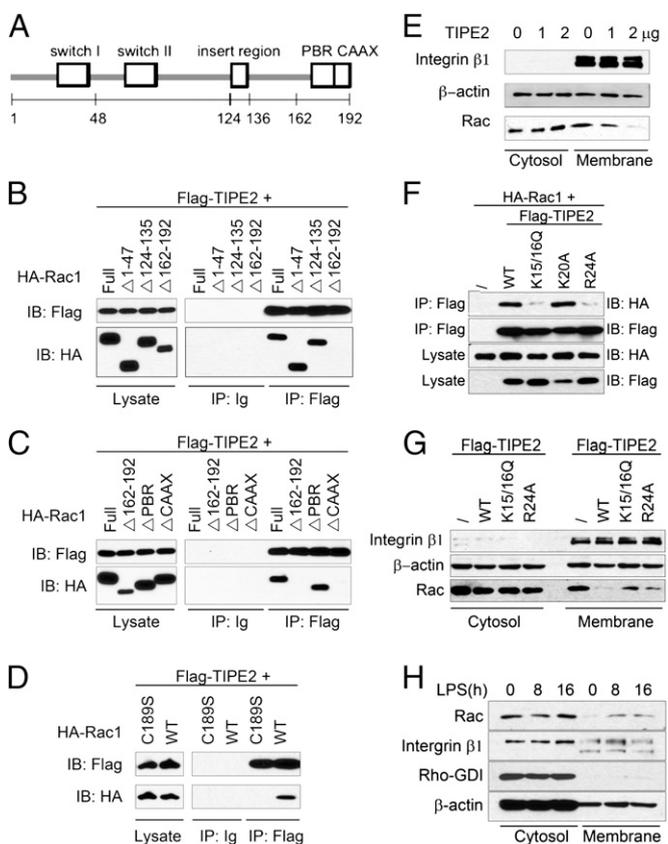 A
switch I switch II insert region PBR CAAX
1 48 124 136 162 192
B
Flag-TIPE2 +
HA-Rac1
Full △1-47 △124-135 △162-192 Full △1-47 △124-135 △162-192 Full △1-47 △124-135 △162-192
IB: Flag
IB: HA
Lysate IP: Ig IP: Flag
C
Flag-TIPE2 +
HA-Rac1
Full △162-192 △PBR △CAAX Full △162-192 △PBR △CAAX Full △162-192 △PBR △CAAX
IB: Flag
IB: HA
Lysate IP: Ig IP: Flag
D
Flag-TIPE2 +
HA-Rac1
C189S WT C189S WT C189S WT
IB: Flag
IB: HA
Lysate IP: Ig IP: Flag
E
TIPE2 0 1 2 0 1 2 μg
Integrin β1
β-actin
Rac
Cytosol Membrane
F
HA-Rac1 +
Flag-TIPE2
/ WT K15/16Q K20A R24A
IP: Flag IB: HA
IP: Flag IB: Flag
Lysate IB: HA
Lysate IB: Flag
G
Flag-TIPE2 Flag-TIPE2
/ WT K15/16Q R24A / WT K15/16Q R24A
Integrin β1
β-actin
Rac
Cytosol Membrane
H
LPS(h) 0 8 16 0 8 16
Rac
Intergrin β1
Rho-GDI
β-actin
Cytosol Membrane